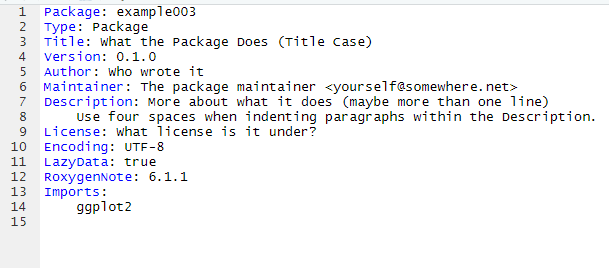 1 Package: example003
2 Type: Package
3 Title: What the Package Does (Title Case)
4 Version: 0.1.0
5 Author: Who wrote it
6 Maintainer: The package maintainer <yourself@somewhere.net>
7 Description: More about what it does (maybe more than one line)
8     Use four spaces when indenting paragraphs within the Description.
9 License: What license is it under?
10 Encoding: UTF-8
11 LazyData: true
12 RoxygenNote: 6.1.1
13 Imports:
14     ggplot2
15